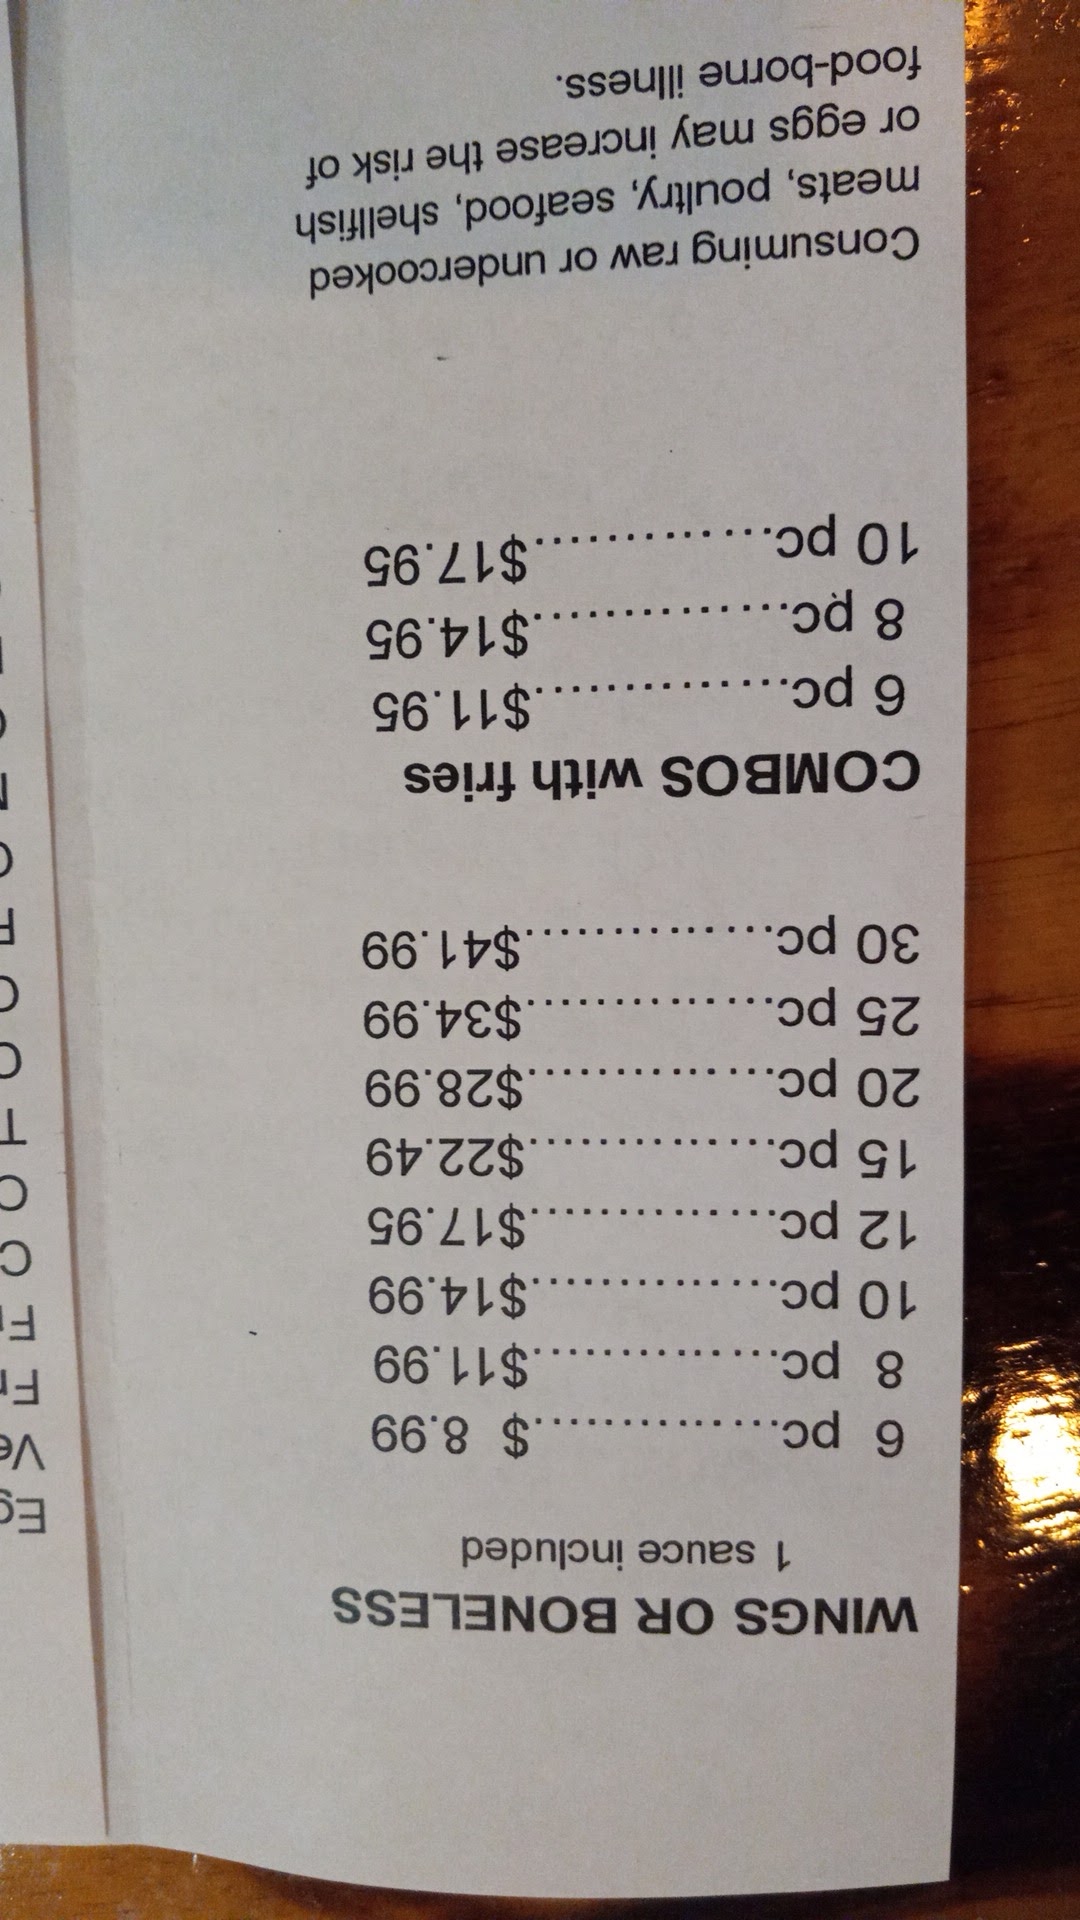 WINGS OR BONELESS
1 sauce included
6 pc...............$ 8.99
8 pc...............$11.99
10 pc...............$14.99
12 pc...............$17.95
15 pc...............$22.49
20 pc...............$28.99
25 pc...............$34.99
30 pc...............$41.99
COMBOS with fries
6 pc...............$11.95
8 pc...............$14.95
10 pc...............$17.95
Consuming raw or undercooked
meats, poultry, seafood, shellfish
or eggs may increase the risk of
food-borne illness.